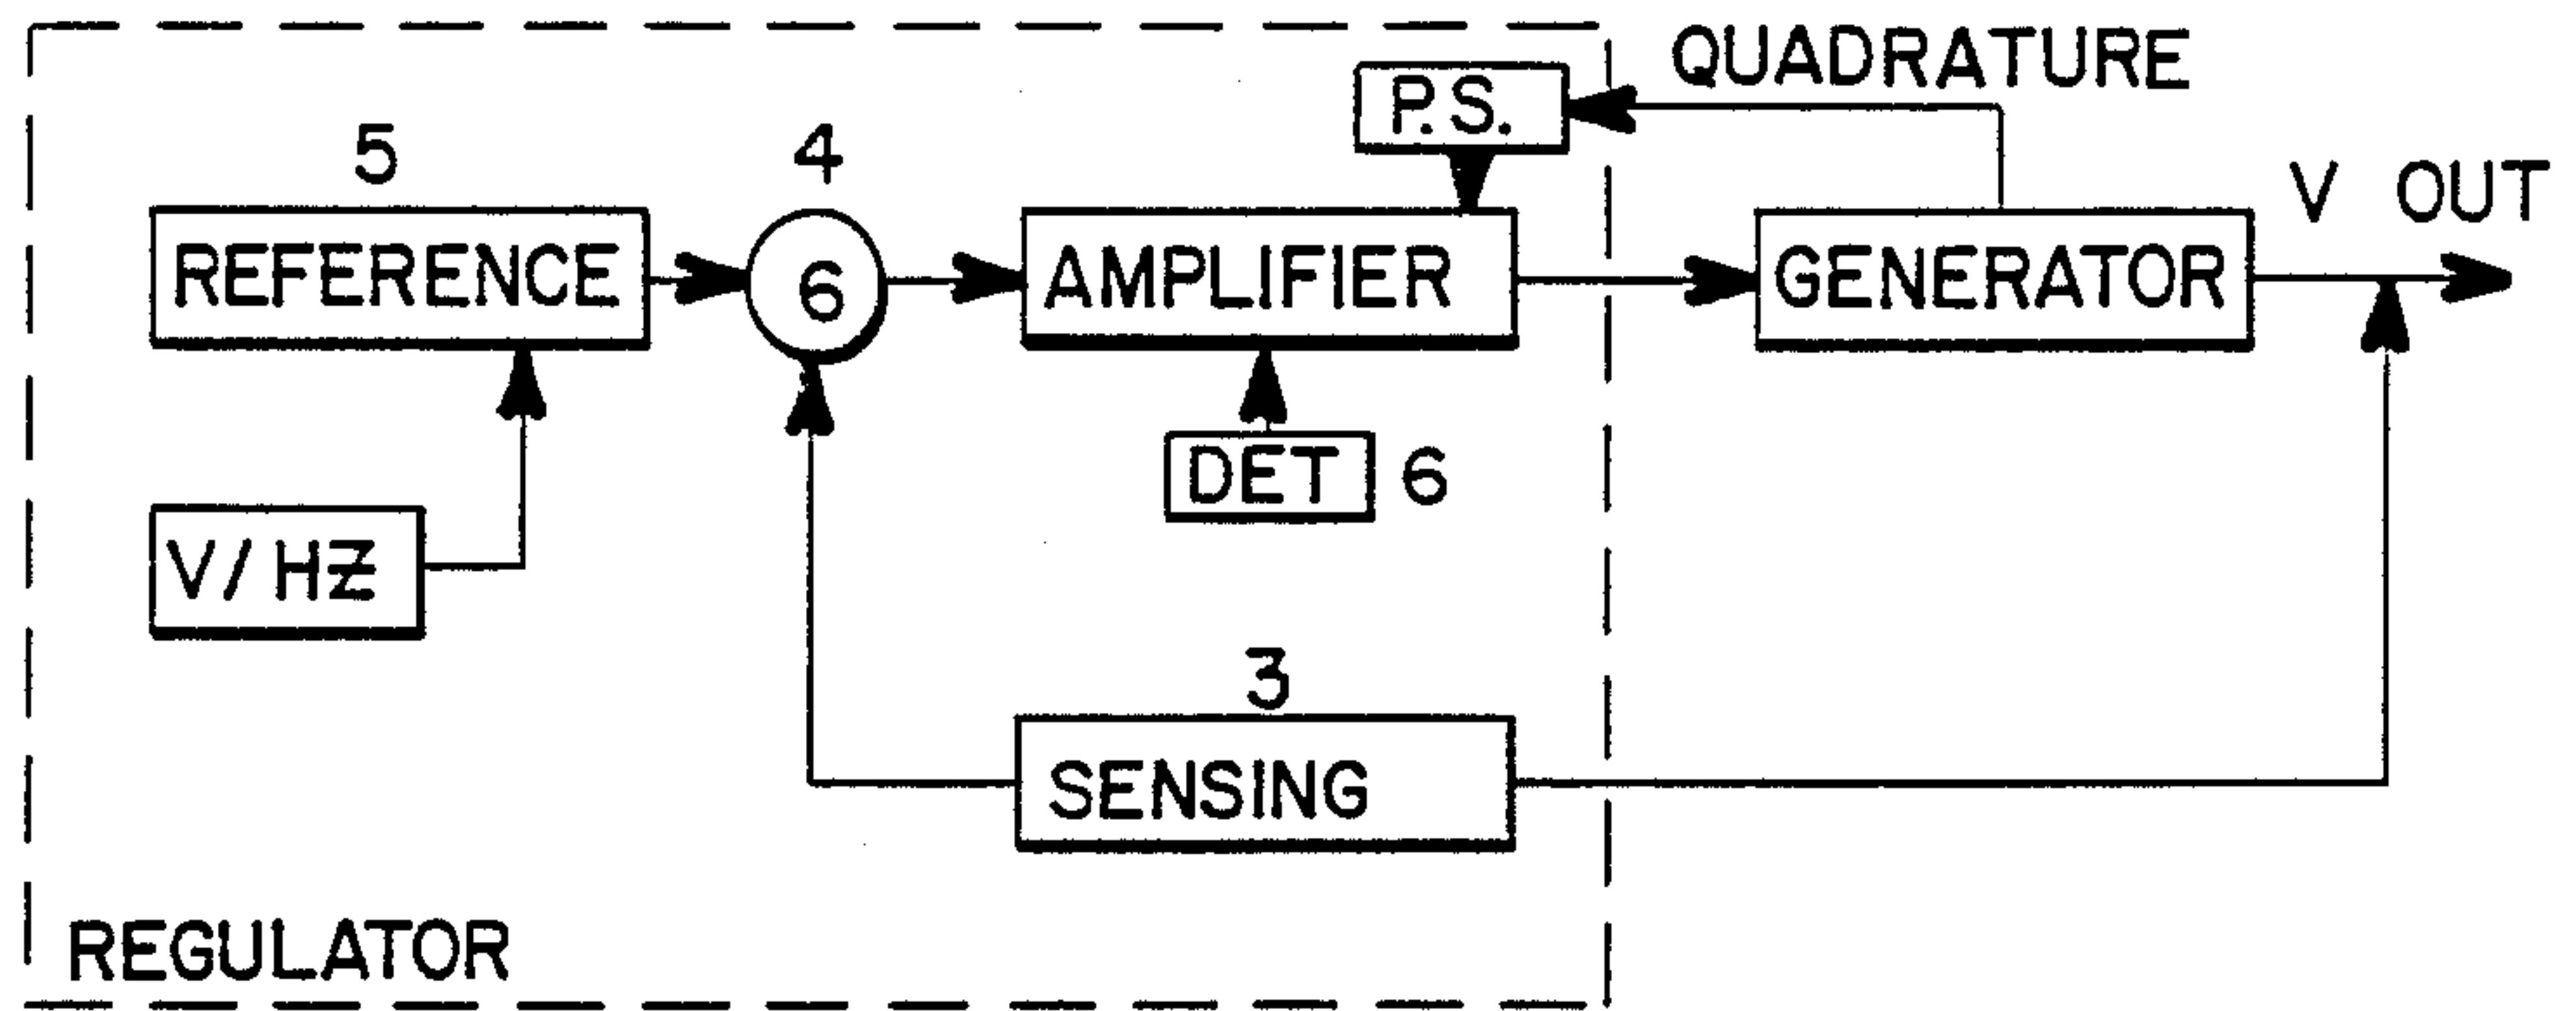 QUADRATURE
P.S.
5
4
V OUT
REFERENCE
6
AMPLIFIER
GENERATOR
DET
6
V/HZ
3
SENSING
REGULATOR